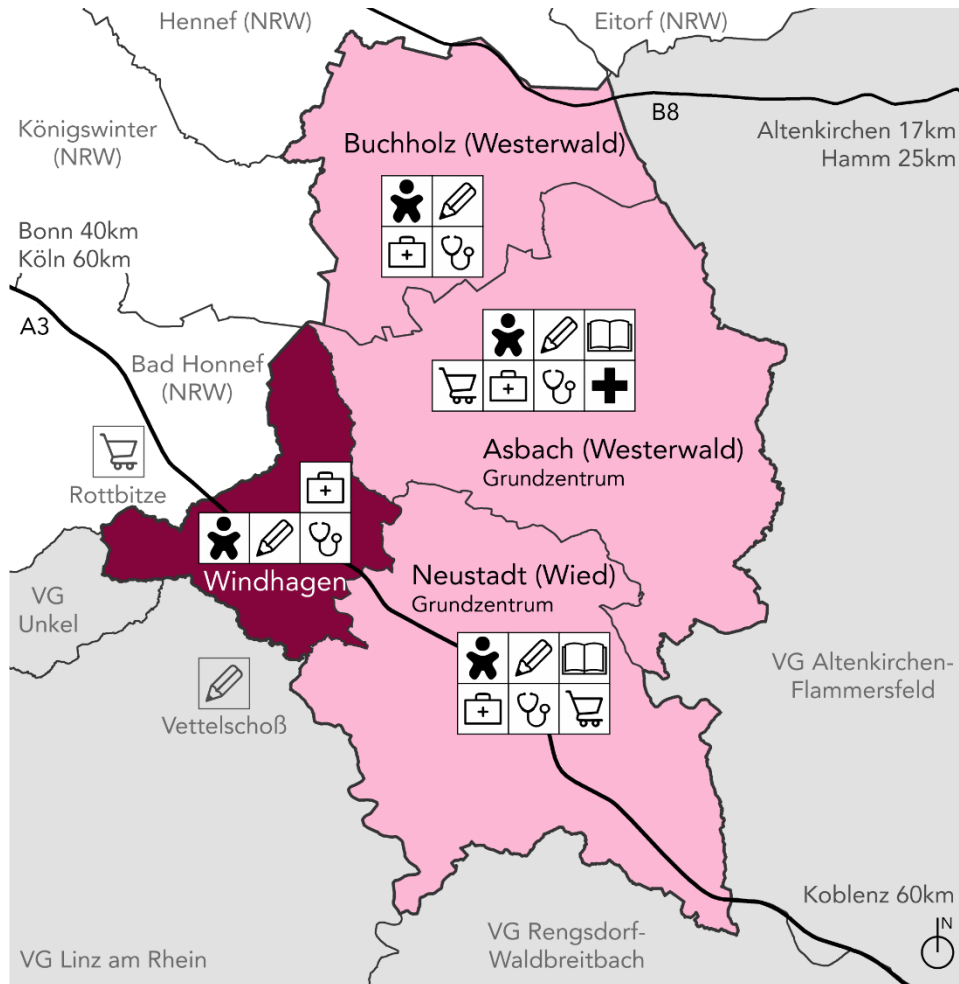 Hennef (NRW)
Eitorf (NRW)
B8
Königswinter
(NRW)
Buchholz (Westerwald)
Altenkirchen 17km
Hamm 25km
Bonn 40km
Köln 60km
A3
Bad Honnef
(NRW)
Rottbitze
Asbach (Westerwald)
Grundzentrum
Windhagen
Neustadt (Wied)
Grundzentrum
VG
Unkel
VG Altenkirchen-
Flammersfeld
Vettelschoß
Koblenz 60km
N
VG Linz am Rhein
VG Rengsdorf-
Waldbreitbach